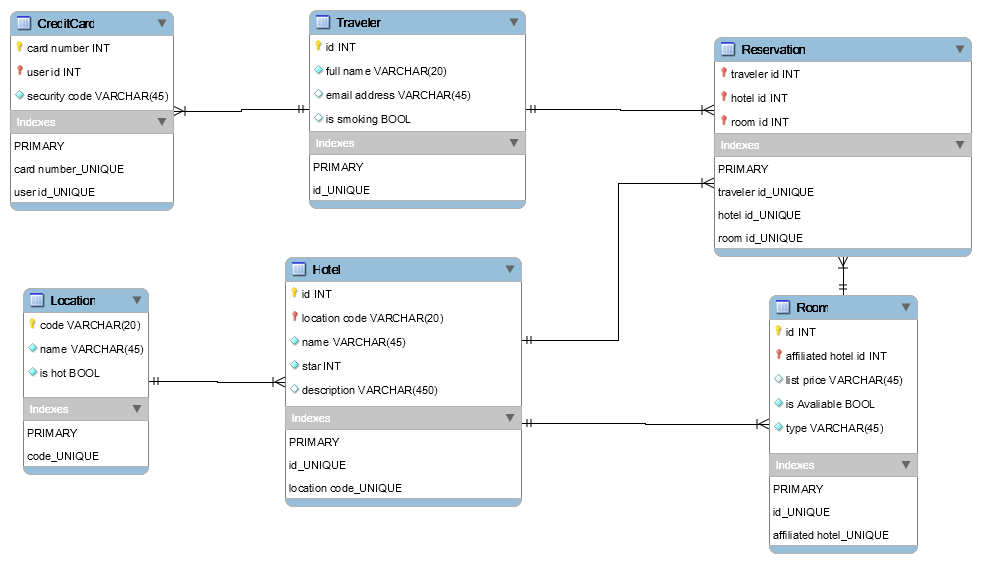 CreditCard
card number INT
user id INT
security code VARCHAR(45)
Indexes
PRIMARY
card number_UNIQUE
user id_UNIQUE
Traveler
id INT
full name VARCHAR(20)
email address VARCHAR(45)
is smoking BOOL
Indexes
PRIMARY
id_UNIQUE
Reservation
traveler id INT
hotel id INT
room id INT
Indexes
PRIMARY
traveler id_UNIQUE
hotel id_UNIQUE
room id_UNIQUE
Location
code VARCHAR(20)
name VARCHAR(45)
is hot BOOL
Indexes
PRIMARY
code_UNIQUE
Hotel
id INT
location code VARCHAR(20)
name VARCHAR(45)
star INT
description VARCHAR(450)
Indexes
PRIMARY
id_UNIQUE
location code_UNIQUE
Room
id INT
affiliated hotel id INT
list price VARCHAR(45)
is Avaliable BOOL
type VARCHAR(45)
Indexes
PRIMARY
id_UNIQUE
affiliated hotel_UNIQUE